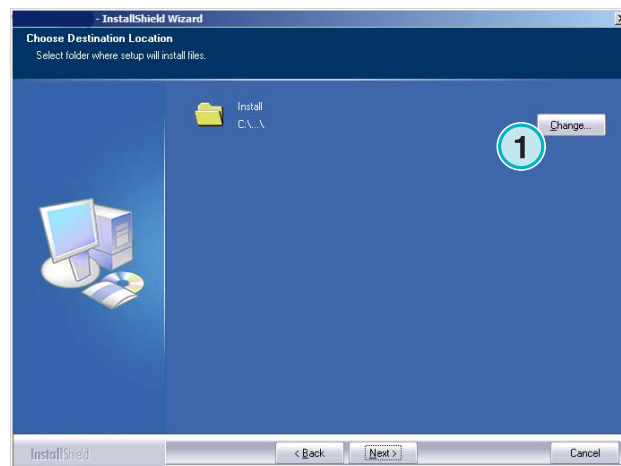 - InstallShield Wizard
Choose Destination Location
Select folder where setup will install files.
Install
C:\...\
Change...
1
InstallShield
< Back
Next >
Cancel